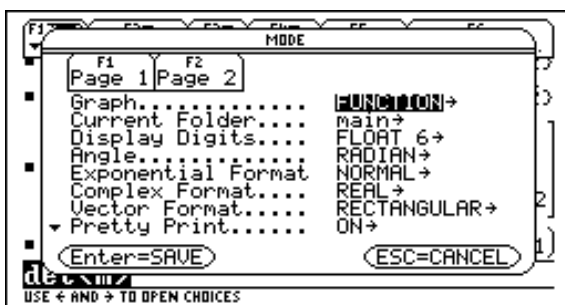 MODE
F1 F2
Page 1 Page 2
Graph............. FUNCTION→
Current Folder.... main→
Display Digits.... FLOAT 6→
Angle............. RADIAN→
Exponential Format NORMAL→
Complex Format.... REAL→
Vector Format..... RECTANGULAR→
Pretty Print...... ON→
Enter=SAVE ESC=CANCEL
USE ← AND → TO OPEN CHOICES